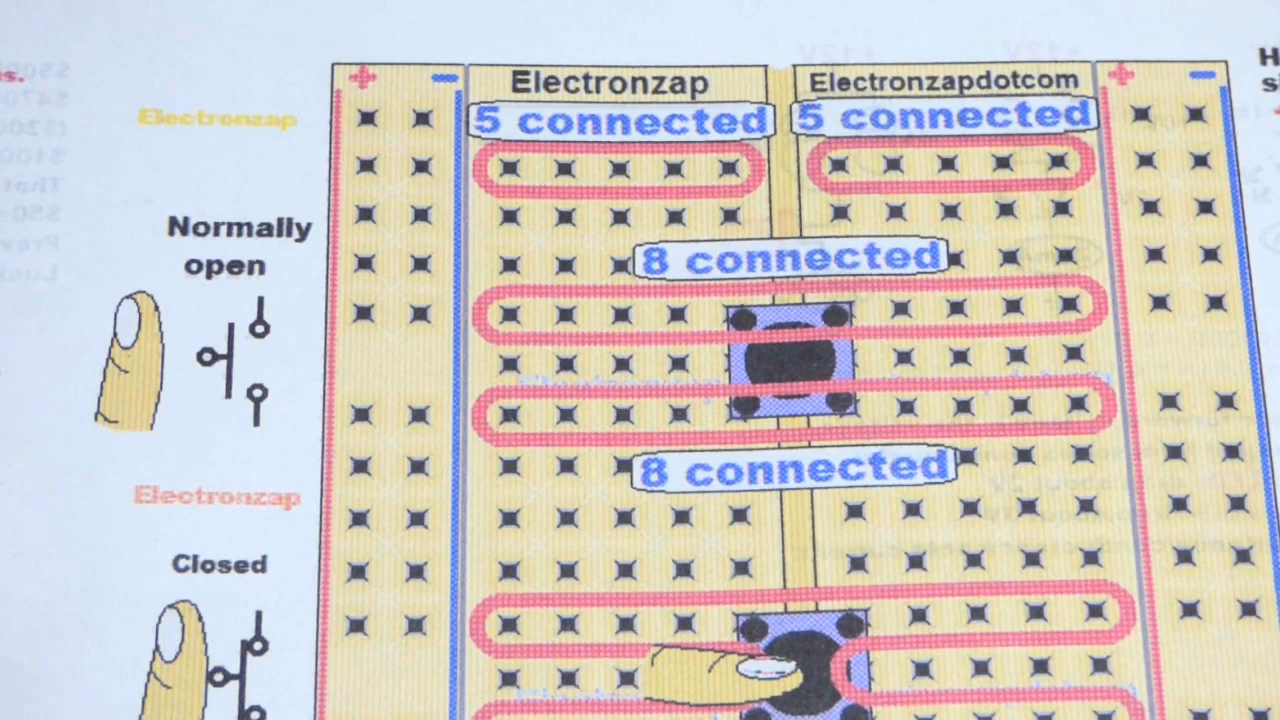 Electronzap
Electronzapdotcom
+ -
+ -
5 connected
5 connected
Electronzap
Normally
open
8 connected
8 connected
Electronzap
Closed